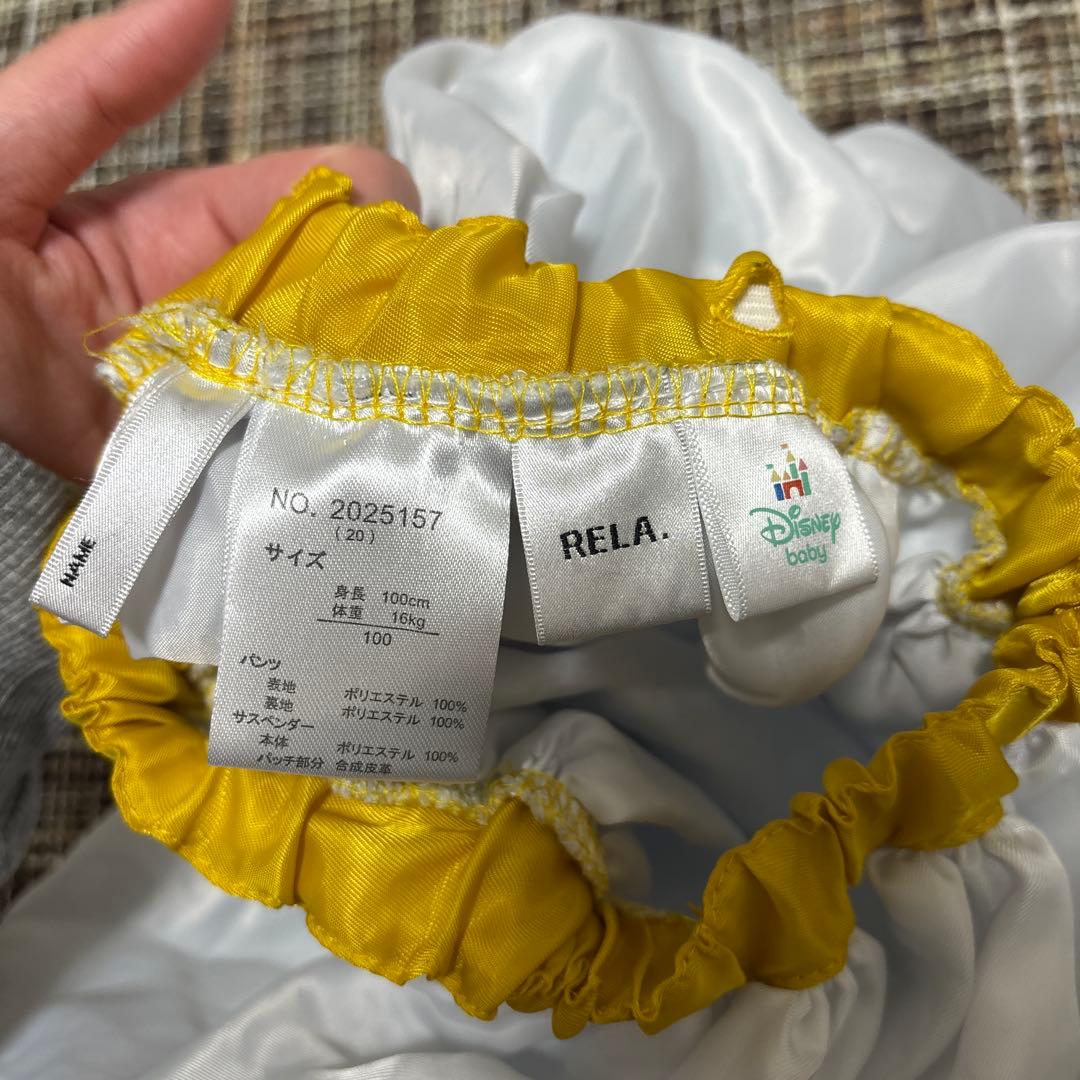 NAME
NO. 2025157
(20)
サイズ
身長 100cm
体重 16kg
100
パンツ
表地 ポリエステル 100%
裏地 ポリエステル 100%
サスペンダー
本体 ポリエステル 100%
パッチ部分 合成皮革
RELA.
Disney
baby